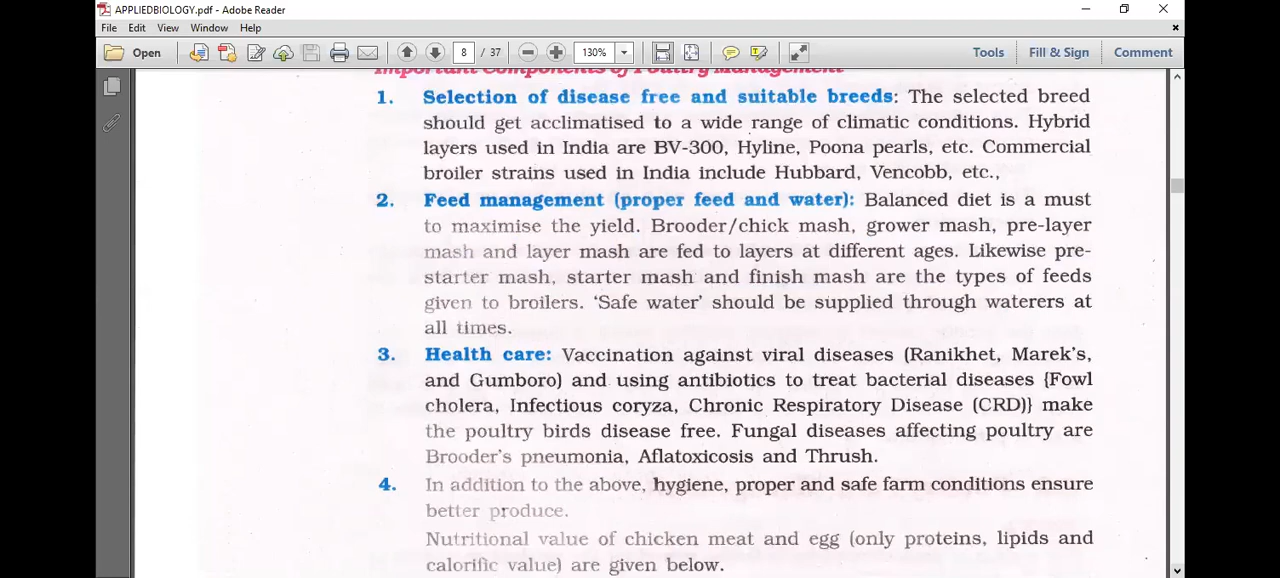 APPLIEDBIOLOGY.pdf - Adobe Reader
File Edit View Window Help
Open 8 / 37 130% Tools Fill & Sign Comment
Important Components of Poultry Management
1. Selection of disease free and suitable breeds: The selected breed
should get acclimatised to a wide range of climatic conditions. Hybrid
layers used in India are BV-300, Hyline, Poona pearls, etc. Commercial
broiler strains used in India include Hubbard, Vencobb, etc.,
2. Feed management (proper feed and water): Balanced diet is a must
to maximise the yield. Brooder/chick mash, grower mash, pre-layer
mash and layer mash are fed to layers at different ages. Likewise pre-
starter mash, starter mash and finish mash are the types of feeds
given to broilers. ‘Safe water’ should be supplied through waterers at
all times.
3. Health care: Vaccination against viral diseases (Ranikhet, Marek’s,
and Gumboro) and using antibiotics to treat bacterial diseases {Fowl
cholera, Infectious coryza, Chronic Respiratory Disease (CRD)} make
the poultry birds disease free. Fungal diseases affecting poultry are
Brooder’s pneumonia, Aflatoxicosis and Thrush.
4. In addition to the above, hygiene, proper and safe farm conditions ensure
better produce.
Nutritional value of chicken meat and egg (only proteins, lipids and
calorific value) are given below.